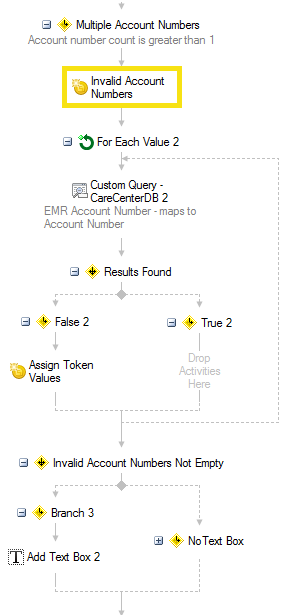 Multiple Account Numbers
Account number count is greater than 1
Invalid Account
Numbers
For Each Value 2
Custom Query -
CareCenterDB 2
EMR Account Number - maps to
Account Number
Results Found
False 2
True 2
Assign Token
Values
Drop
Activities
Here
Invalid Account Numbers Not Empty
Branch 3
NoText Box
Add Text Box 2